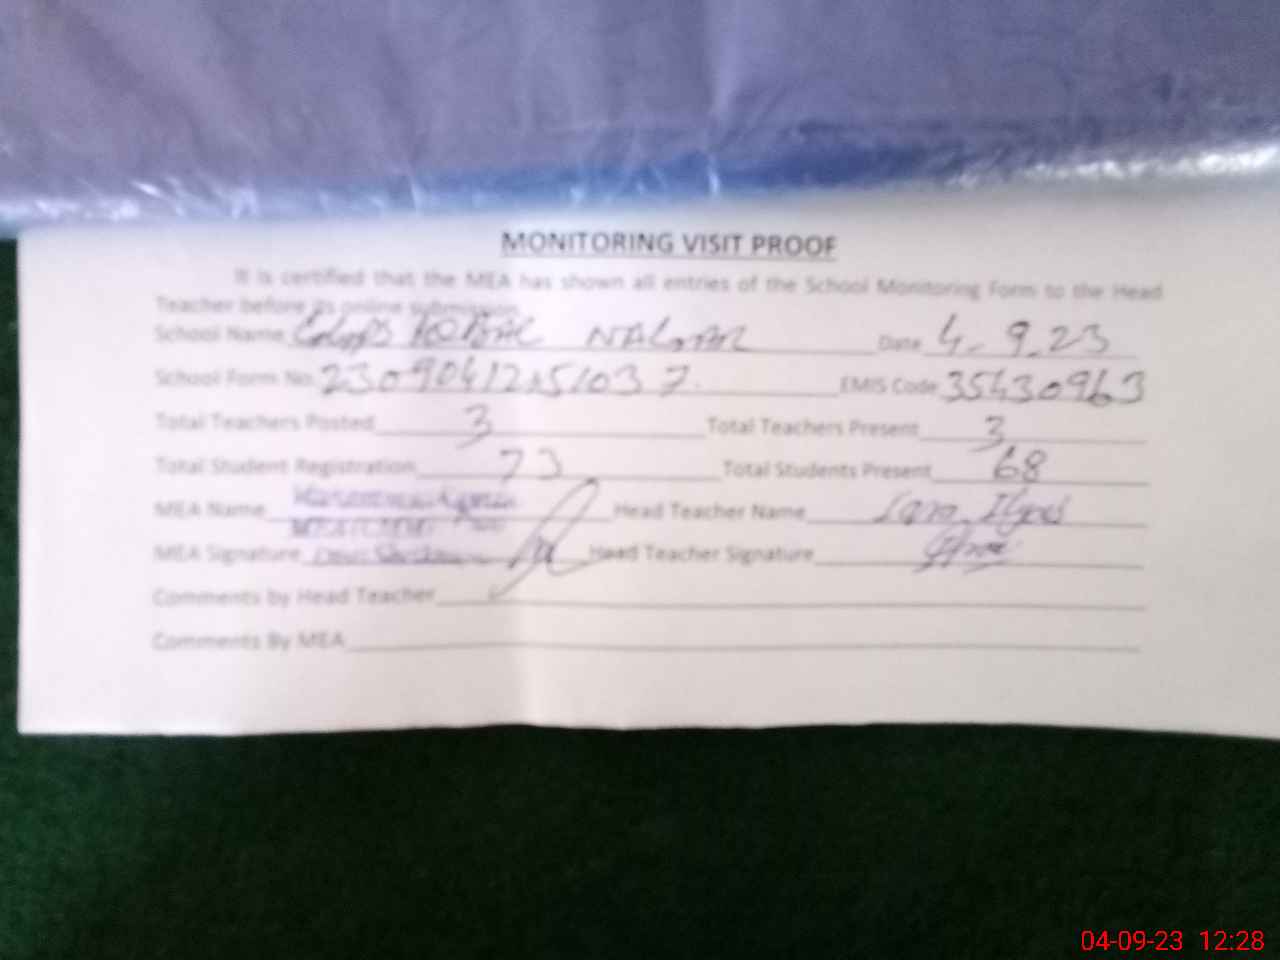 MONITORING VISIT PROOF
It is certified that the MEA has shown all entries of the School Monitoring Form to the Head
Teacher before its online submission.
School Name NAGAR Date 4-9-23
School Form No. EMIS Code 35430963
Total Teachers Posted 3 Total Teachers Present 3
Total Student Registration 73 Total Students Present 68
MEA Name Head Teacher Name
MEA Signature Head Teacher Signature
Comments by Head Teacher
Comments By MEA
04-09-23 12:28